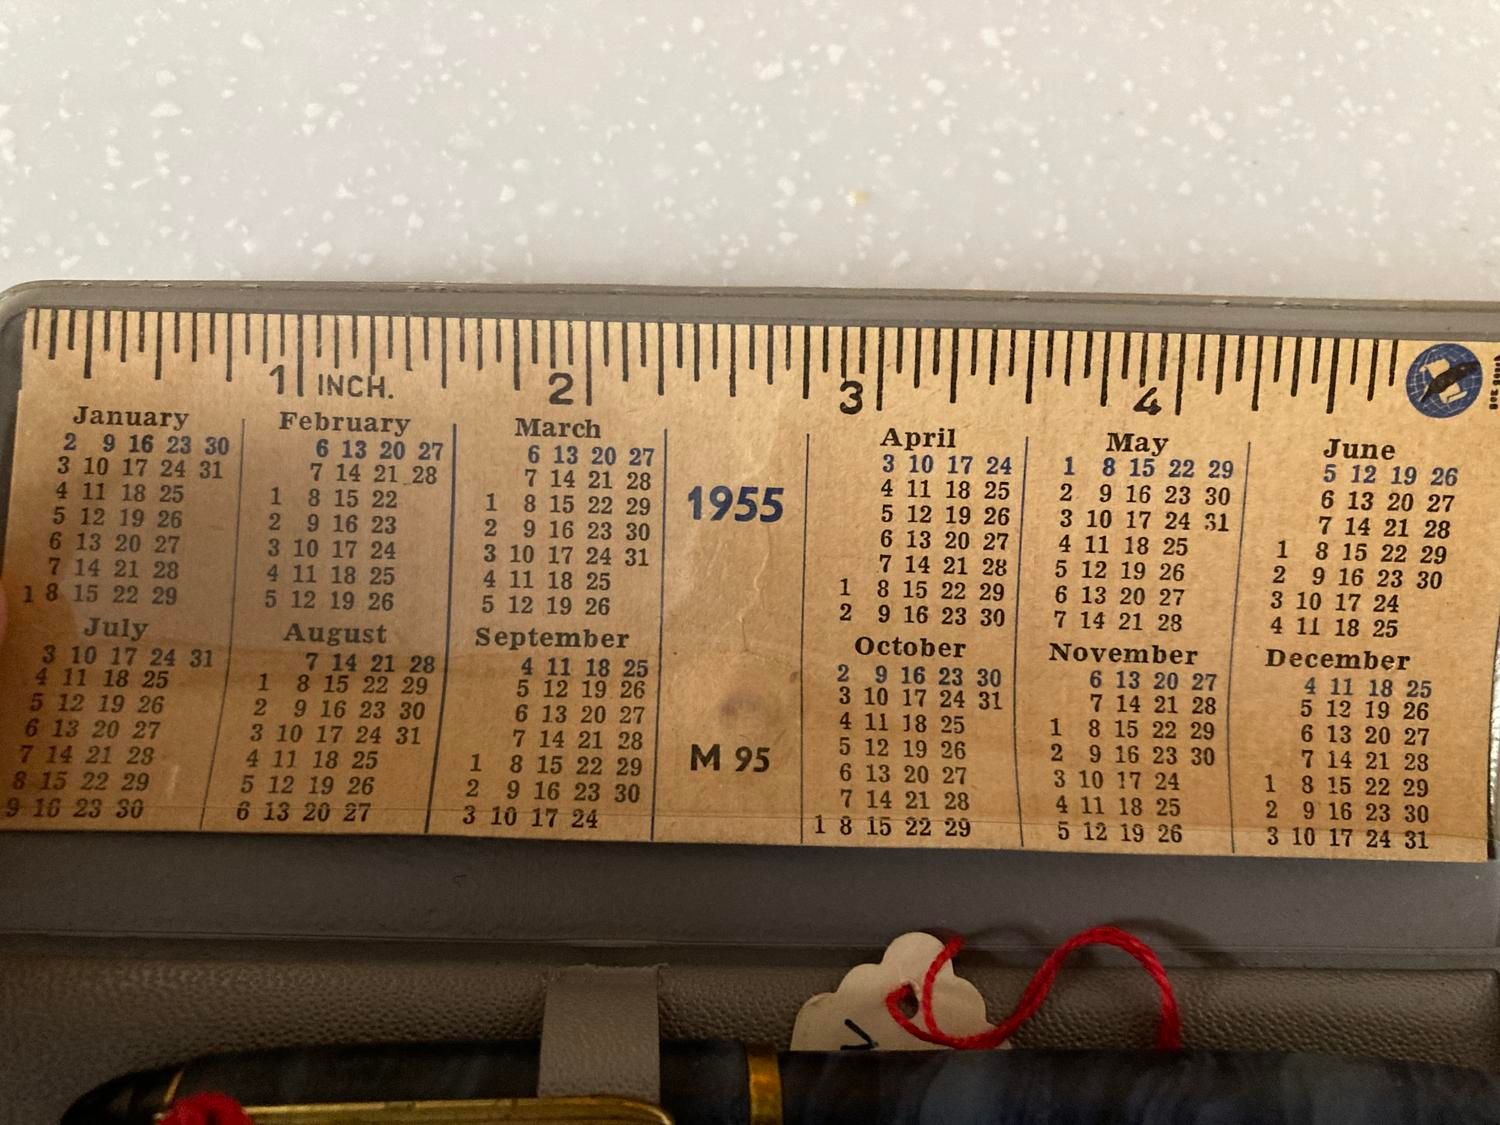 1 INCH. 2 3 4
January
2 9 16 23 30
3 10 17 24 31
4 11 18 25
5 12 19 26
6 13 20 27
7 14 21 28
1 8 15 22 29
February
6 13 20 27
7 14 21 28
1 8 15 22
2 9 16 23
3 10 17 24
4 11 18 25
5 12 19 26
March
6 13 20 27
7 14 21 28
1 8 15 22 29
2 9 16 23 30
3 10 17 24 31
4 11 18 25
5 12 19 26
1955
April
3 10 17 24
4 11 18 25
5 12 19 26
6 13 20 27
7 14 21 28
1 8 15 22 29
2 9 16 23 30
May
1 8 15 22 29
2 9 16 23 30
3 10 17 24 31
4 11 18 25
5 12 19 26
6 13 20 27
7 14 21 28
June
5 12 19 26
6 13 20 27
7 14 21 28
1 8 15 22 29
2 9 16 23 30
3 10 17 24
4 11 18 25
July
3 10 17 24 31
4 11 18 25
5 12 19 26
6 13 20 27
7 14 21 28
8 15 22 29
9 16 23 30
August
7 14 21 28
1 8 15 22 29
2 9 16 23 30
3 10 17 24 31
4 11 18 25
5 12 19 26
6 13 20 27
September
4 11 18 25
5 12 19 26
6 13 20 27
7 14 21 28
1 8 15 22 29
2 9 16 23 30
3 10 17 24
M 95
October
2 9 16 23 30
3 10 17 24 31
4 11 18 25
5 12 19 26
6 13 20 27
7 14 21 28
1 8 15 22 29
November
6 13 20 27
7 14 21 28
1 8 15 22 29
2 9 16 23 30
3 10 17 24
4 11 18 25
5 12 19 26
December
4 11 18 25
5 12 19 26
6 13 20 27
7 14 21 28
1 8 15 22 29
2 9 16 23 30
3 10 17 24 31